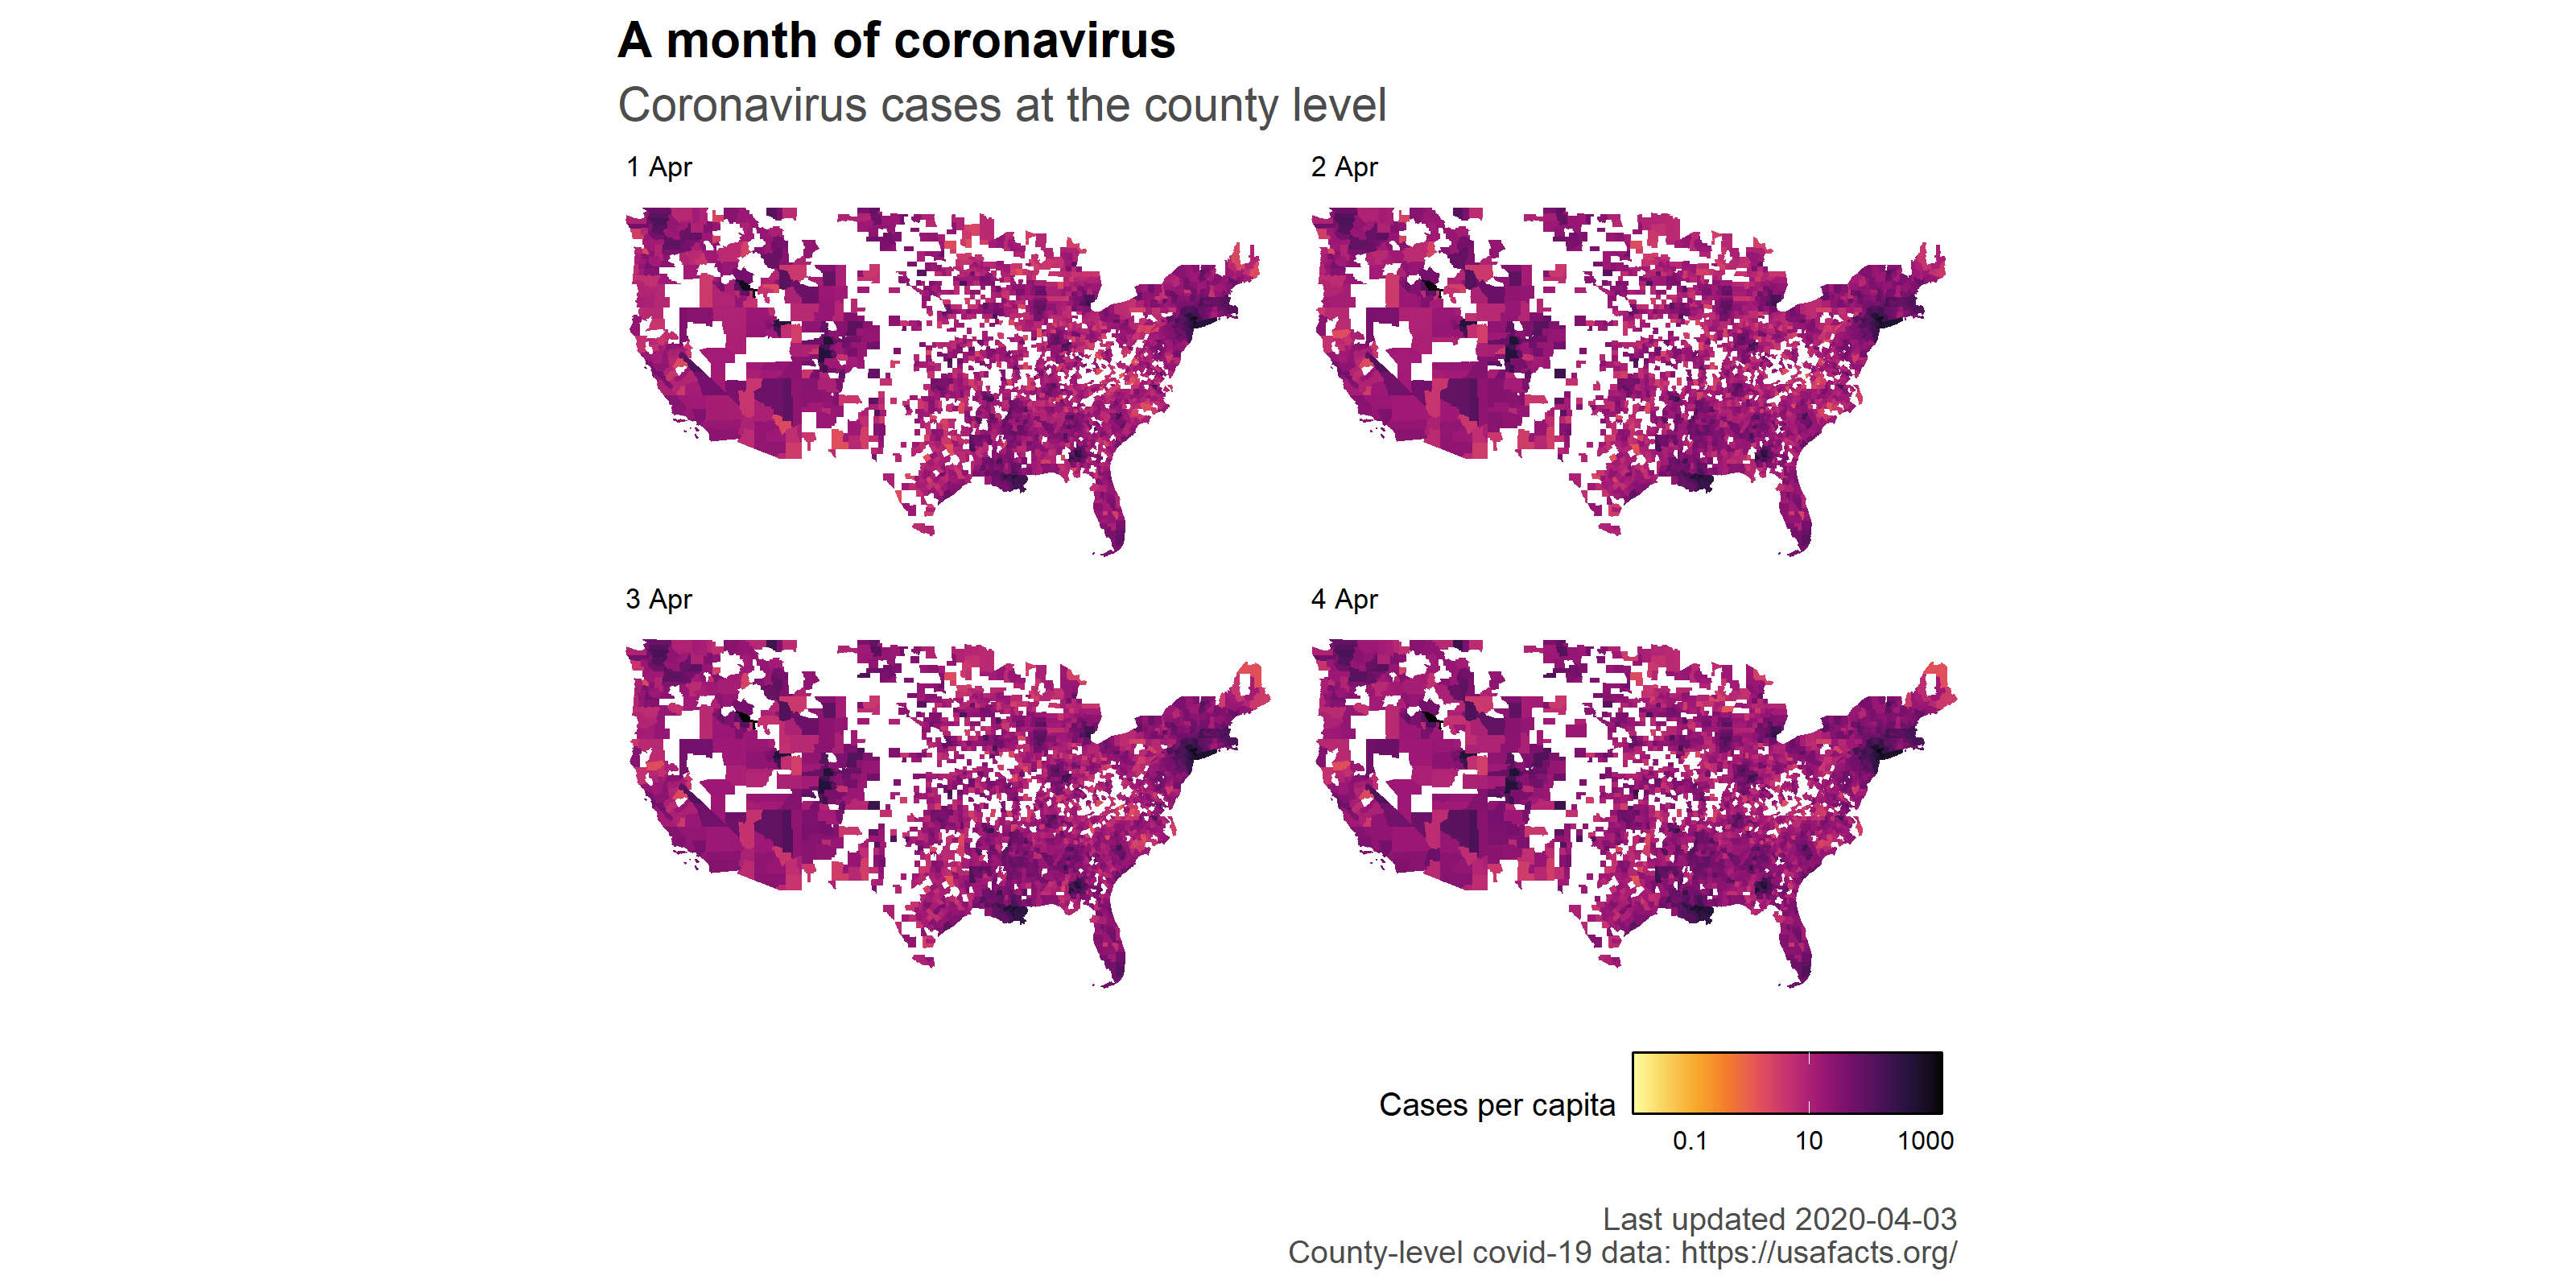 A month of coronavirus
Coronavirus cases at the county level
1 Apr
2 Apr
3 Apr
4 Apr
Cases per capita
0.1
10
1000
Last updated 2020-04-03
County-level covid-19 data: https://usafacts.org/